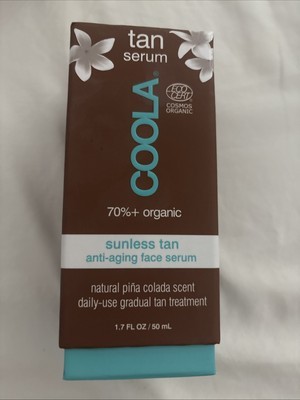 tan
serum
ECO
CERT
COSMOS
ORGANIC
COOLA®
70%+ organic
sunless tan
anti-aging face serum
natural piña colada scent
daily-use gradual tan treatment
1.7 FL OZ / 50 mL